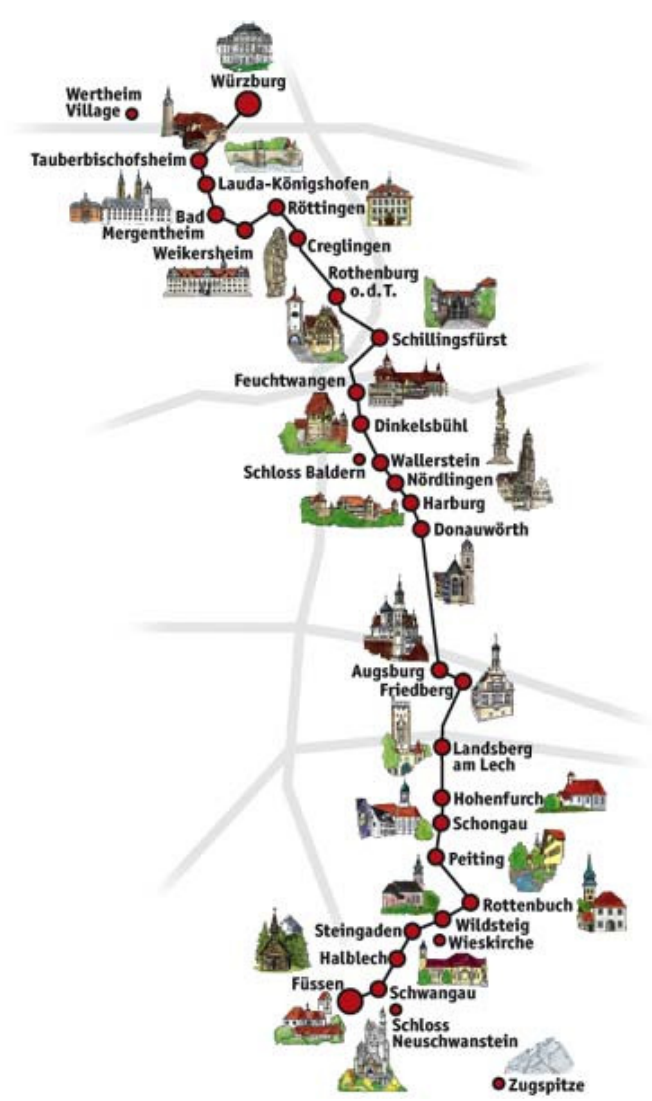 Würzburg
Wertheim
Village
Tauberbischofsheim
Lauda-Königshofen
Röttingen
Bad
Mergentheim
Weikersheim
Creglingen
Rothenburg
o.d.T.
Schillingsfürst
Feuchtwangen
Dinkelsbühl
Wallerstein
Schloss Baldern
Nördlingen
Harburg
Donauwörth
Augsburg
Friedberg
Landsberg
am Lech
Hohenfurch
Schongau
Peiting
Rottenbuch
Wildsteig
Steingaden
Wieskirche
Halblech
Füssen
Schwangau
Schloss
Neuschwanstein
Zugspitze